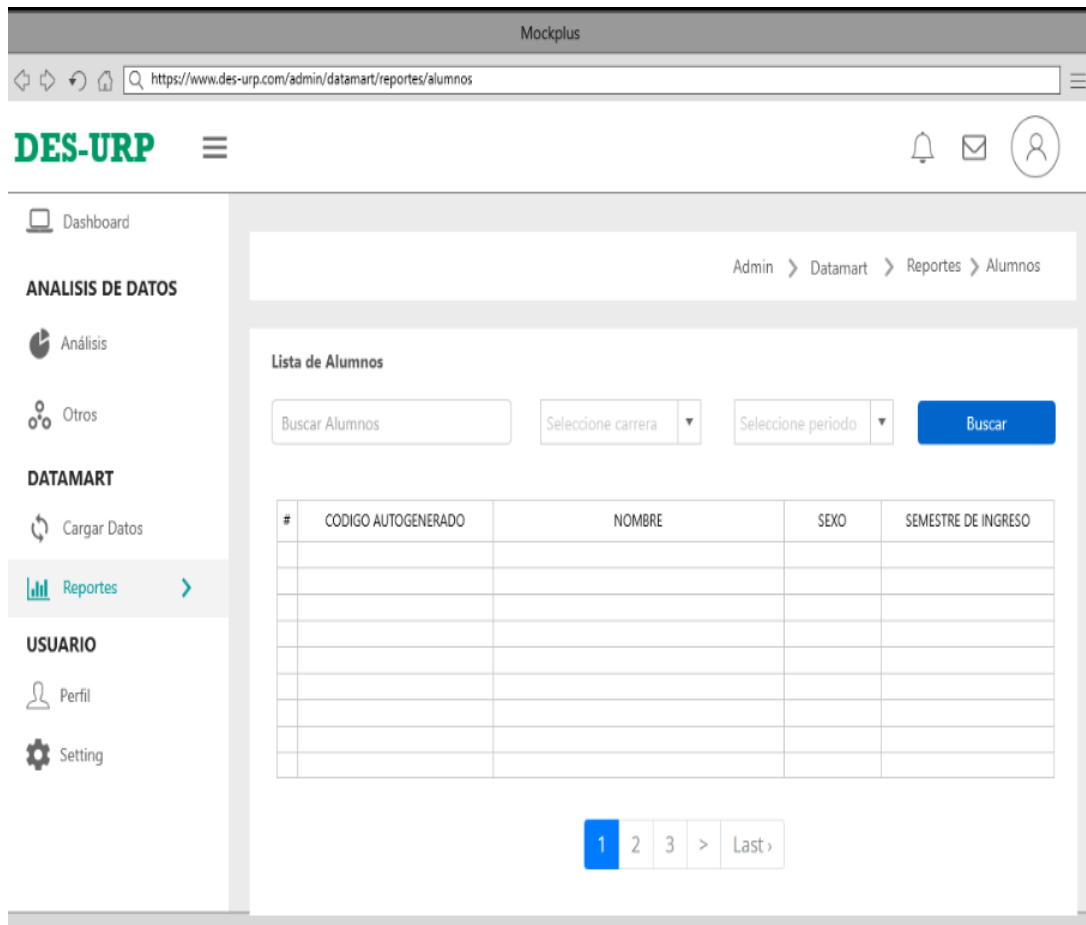 Mockplus
https://www.des-urp.com/admin/datamart/reportes/alumnos
DES-URP
Dashboard
ANALISIS DE DATOS
Análisis
Otros
DATAMART
Cargar Datos
Reportes
USUARIO
Perfil
Setting
Admin > Datamart > Reportes > Alumnos
Lista de Alumnos
Buscar Alumnos Seleccione carrera Seleccione periodo Buscar
# CODIGO AUTOGENERADO NOMBRE SEXO SEMESTRE DE INGRESO
1 2 3 > Last ›